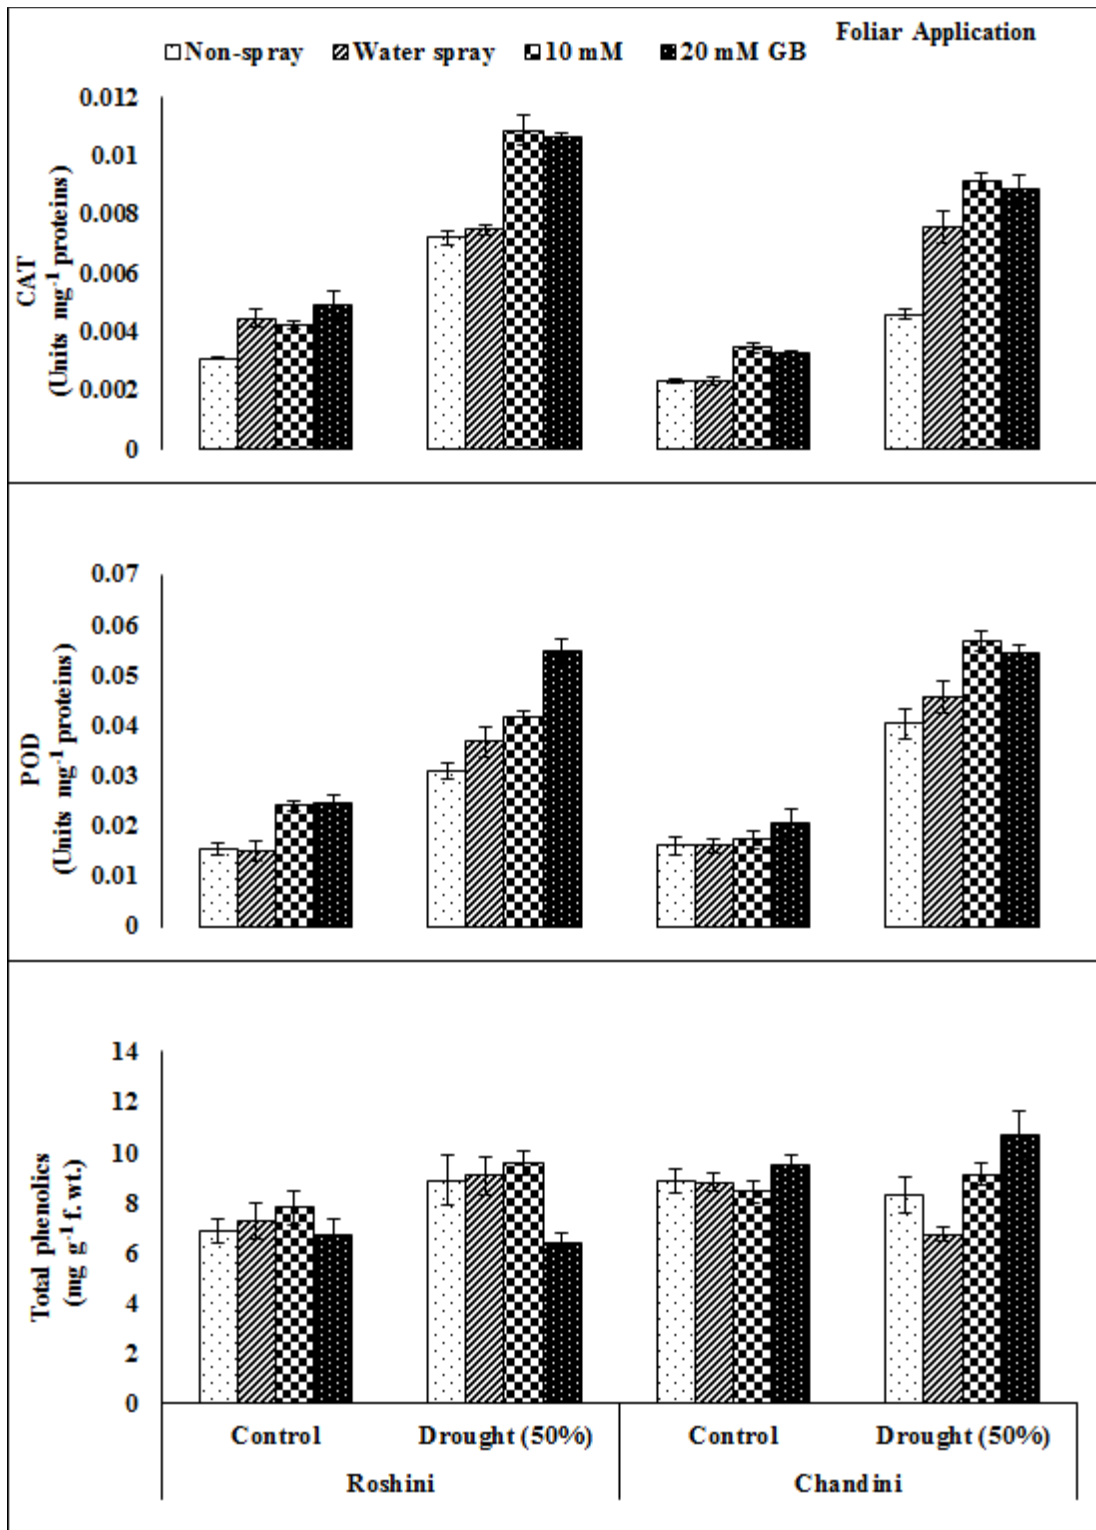 Foliar Application
Non-spray Water spray 10 mM 20 mM GB
CAT
(Units mg⁻¹ proteins)
0.012
0.01
0.008
0.006
0.004
0.002
0
POD
(Units mg⁻¹ proteins)
0.07
0.06
0.05
0.04
0.03
0.02
0.01
0
Total phenolics
(mg g⁻¹ f. wt.)
14
12
10
8
6
4
2
0
Control Drought (50%) Control Drought (50%)
Roshini Chandini